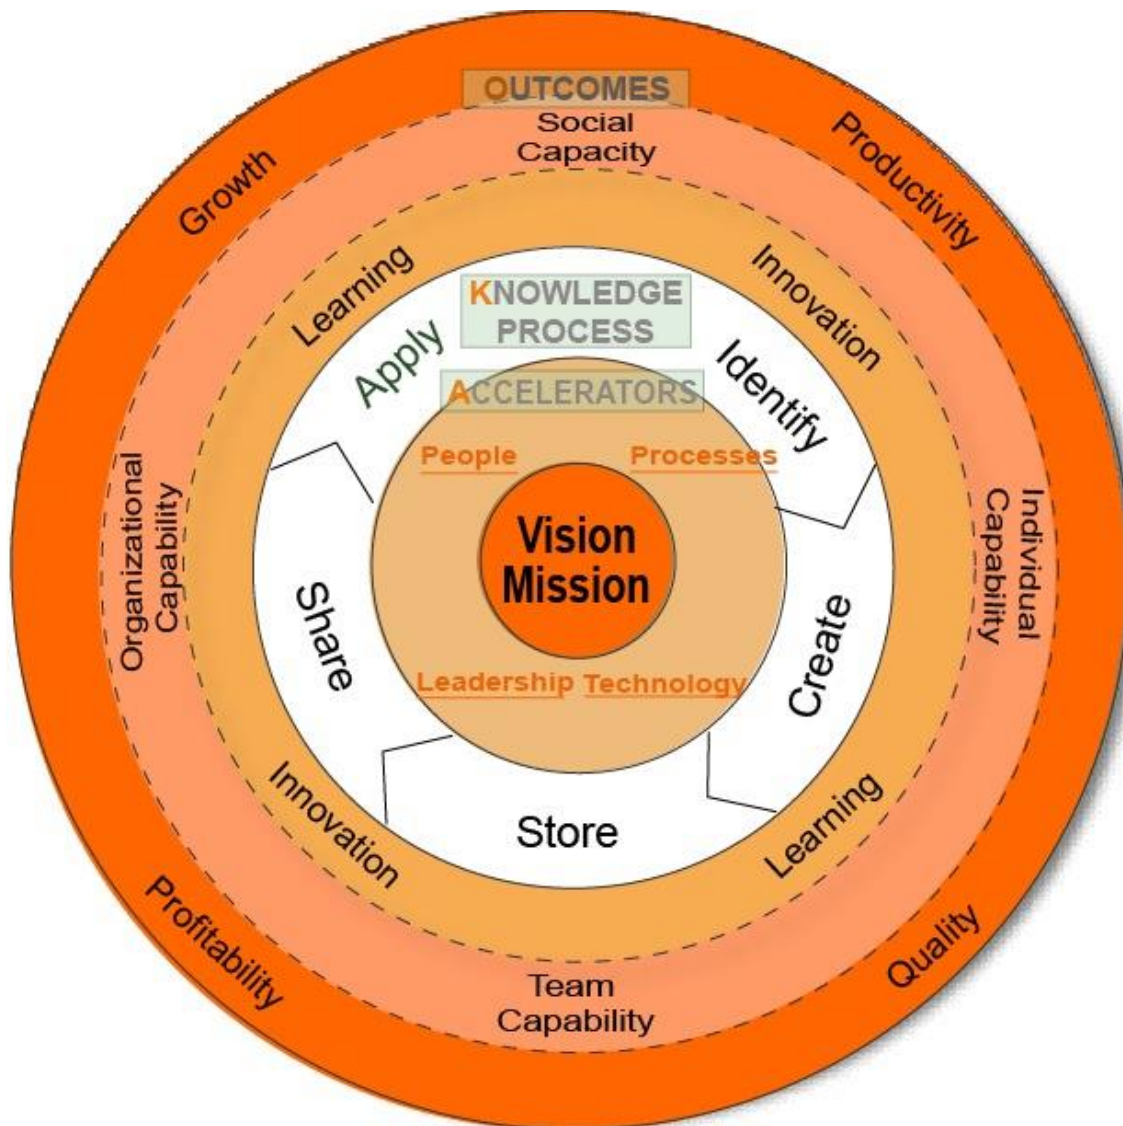 OUTCOMES
Social
Capacity
Growth
Productivity
Learning
Innovation
KNOWLEDGE
PROCESS
Apply
Identify
ACCELERATORS
People
Processes
Organizational
Capability
Individual
Capability
Vision
Mission
Share
Create
Leadership
Technology
Store
Innovation
Learning
Profitability
Quality
Team
Capability